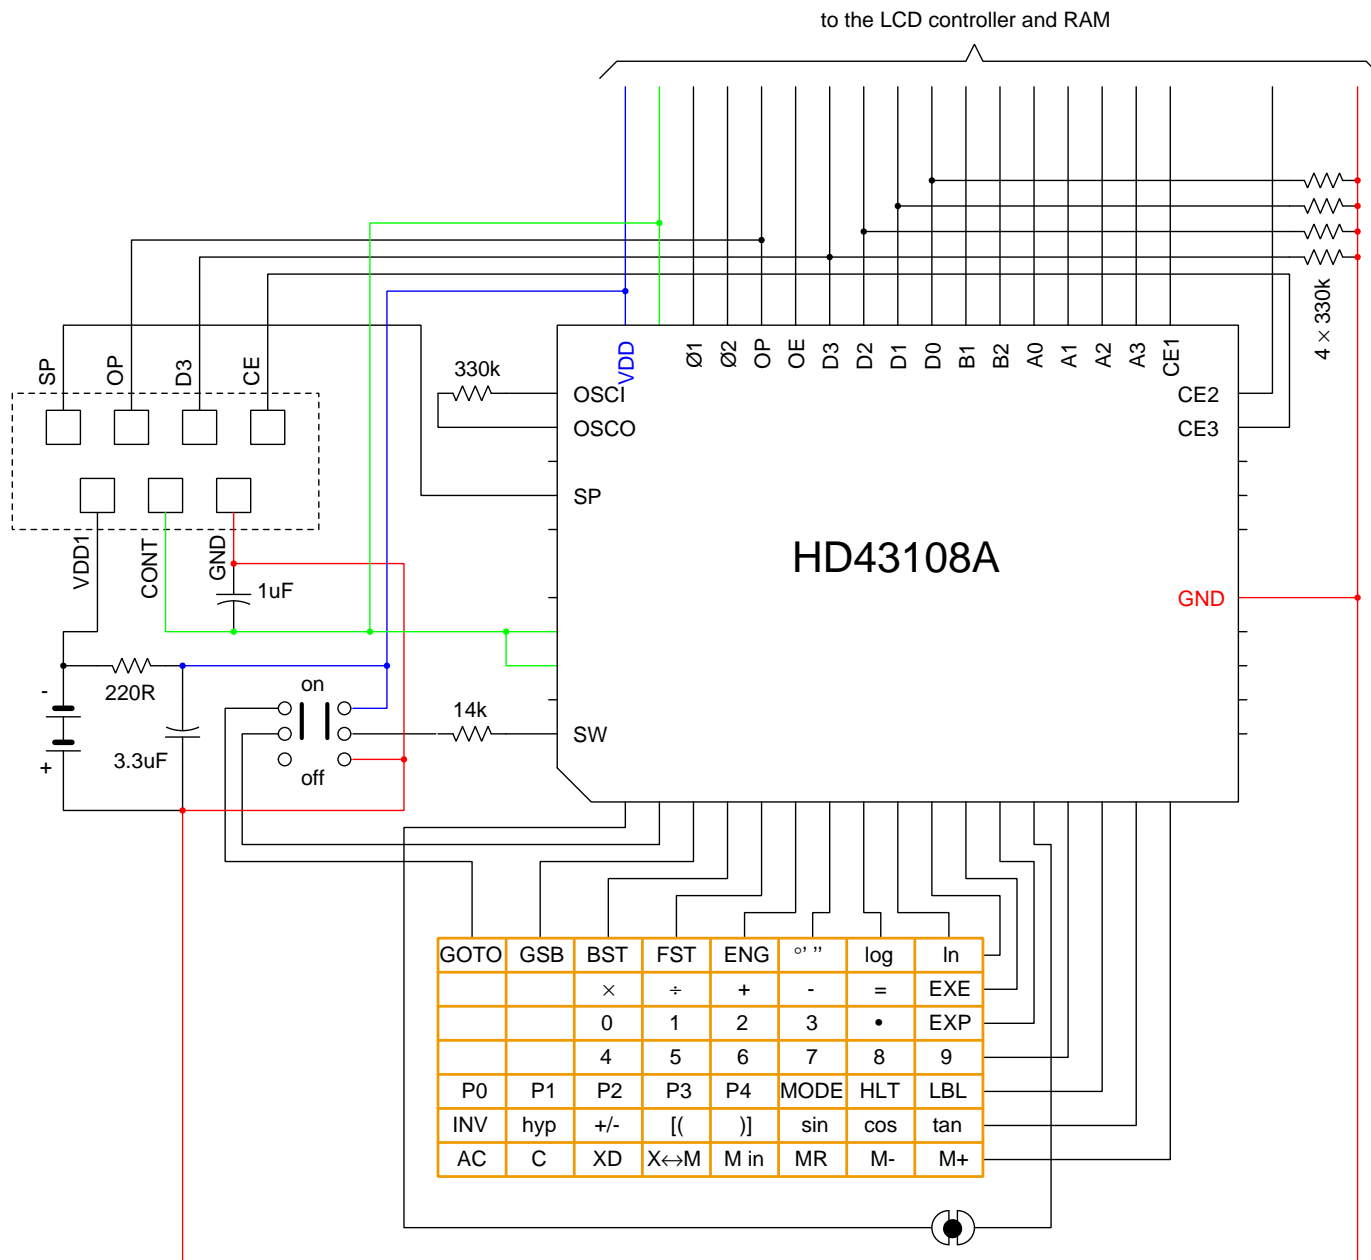 to the LCD controller and RAM
4 × 330k
SP OP D3 CE
VDD1 CONT GND
1uF
220R
3.3uF
-
+
on
off
330k
14k
VDD Ø1 Ø2 OP OE D3 D2 D1 D0 B1 B2 A0 A1 A2 A3 CE1
OSCI
OSCO
SP
SW
CE2
CE3
GND
HD43108A
GOTO GSB BST FST ENG °’ ” log ln
× ÷ + - = EXE
0 1 2 3 • EXP
4 5 6 7 8 9
P0 P1 P2 P3 P4 MODE HLT LBL
INV hyp +/- [( )] sin cos tan
AC C XD X↔M M in MR M- M+